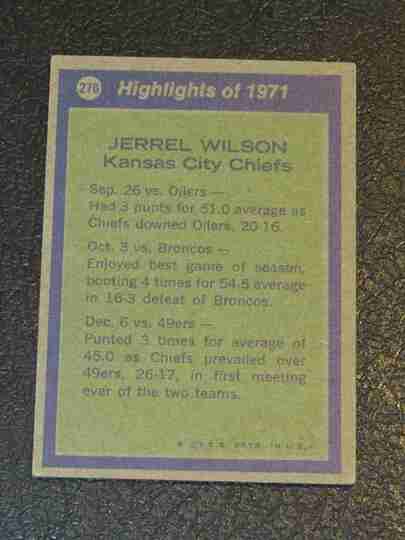 270 Highlights of 1971
JERREL WILSON
Kansas City Chiefs
Sep. 26 vs. Oilers —
Had 3 punts for 51.0 average as
Chiefs downed Oilers, 20-16.
Oct. 3 vs. Broncos —
Enjoyed best game of season,
booting 4 times for 54.5 average
in 16-3 defeat of Broncos.
Dec. 6 vs. 49ers —
Punted 3 times for average of
45.0 as Chiefs prevailed over
49ers, 26-17, in first meeting
ever of the two teams.